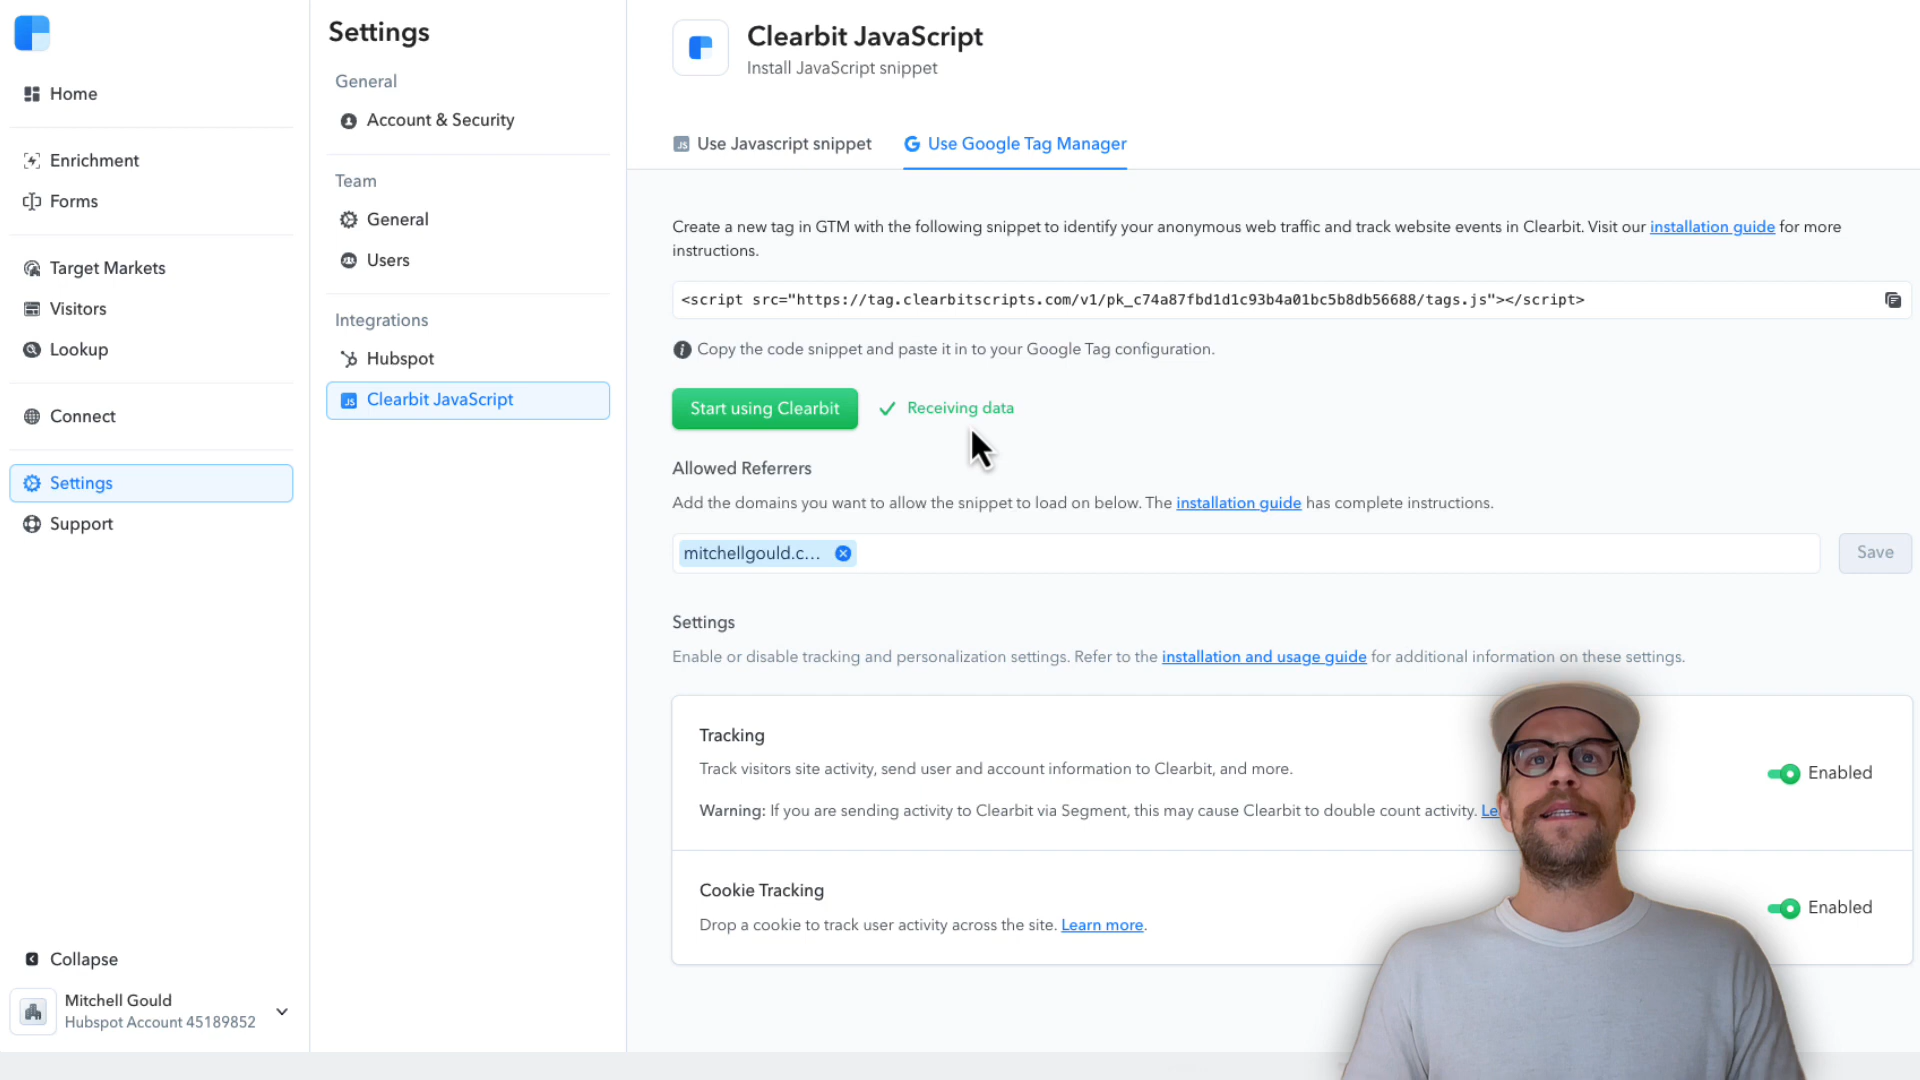 Home
Enrichment
Forms
Target Markets
Visitors
Lookup
Connect
Settings
Support
Collapse
Mitchell Gould
Hubspot Account 45189852
Settings
General
Account & Security
Team
General
Users
Integrations
Hubspot
JS Clearbit JavaScript
Clearbit JavaScript
Install JavaScript snippet
JS Use Javascript snippet
G Use Google Tag Manager
Create a new tag in GTM with the following snippet to identify your anonymous web traffic and track website events in Clearbit. Visit our installation guide for more
instructions.
<script src="https://tag.clearbitscripts.com/v1/pk_c74a87fbd1d1c93b4a01bc5b8db56688/tags.js"></script>
i Copy the code snippet and paste it in to your Google Tag configuration.
Start using Clearbit
Receiving data
Allowed Referrers
Add the domains you want to allow the snippet to load on below. The installation guide has complete instructions.
mitchellgould.c...
Save
Settings
Enable or disable tracking and personalization settings. Refer to the installation and usage guide for additional information on these settings.
Tracking
Track visitors site activity, send user and account information to Clearbit, and more.
Enabled
Warning: If you are sending activity to Clearbit via Segment, this may cause Clearbit to double count activity. Le
Cookie Tracking
Enabled
Drop a cookie to track user activity across the site. Learn more.